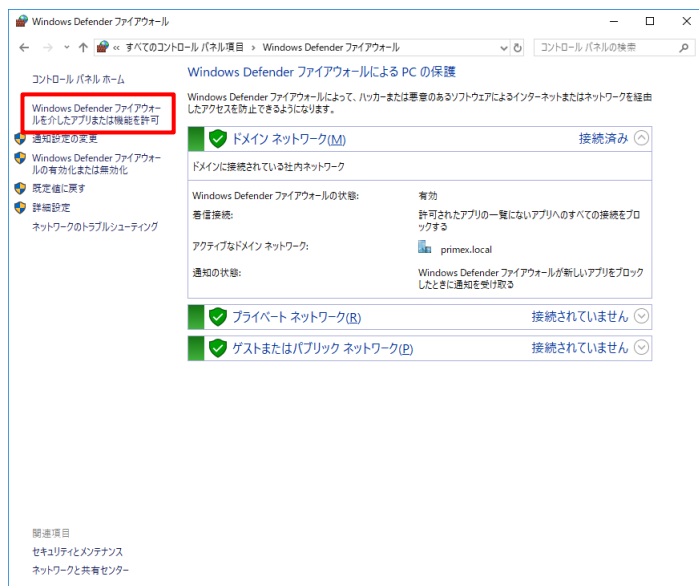 Windows Defender ファイアウォール
« すべてのコントロール パネル項目 › Windows Defender ファイアウォール
コントロール パネルの検索
コントロール パネル ホーム
Windows Defender ファイアウォー
ルを介したアプリまたは機能を許可
通知設定の変更
Windows Defender ファイアウォー
ルの有効化または無効化
既定値に戻す
詳細設定
ネットワークのトラブルシューティング
Windows Defender ファイアウォールによる PC の保護
Windows Defender ファイアウォールによって、ハッカーまたは悪意のあるソフトウェアによるインターネットまたはネットワークを経由
したアクセスを防止できるようになります。
ドメイン ネットワーク(M) 接続済み
ドメインに接続されている社内ネットワーク
Windows Defender ファイアウォールの状態: 有効
着信接続: 許可されたアプリの一覧にないアプリへのすべての接続をブロ
ックする
アクティブなドメイン ネットワーク: primex.local
通知の状態: Windows Defender ファイアウォールが新しいアプリをブロック
したときに通知を受け取る
プライベート ネットワーク(R) 接続されていません
ゲストまたはパブリック ネットワーク(P) 接続されていません
関連項目
セキュリティとメンテナンス
ネットワークと共有センター